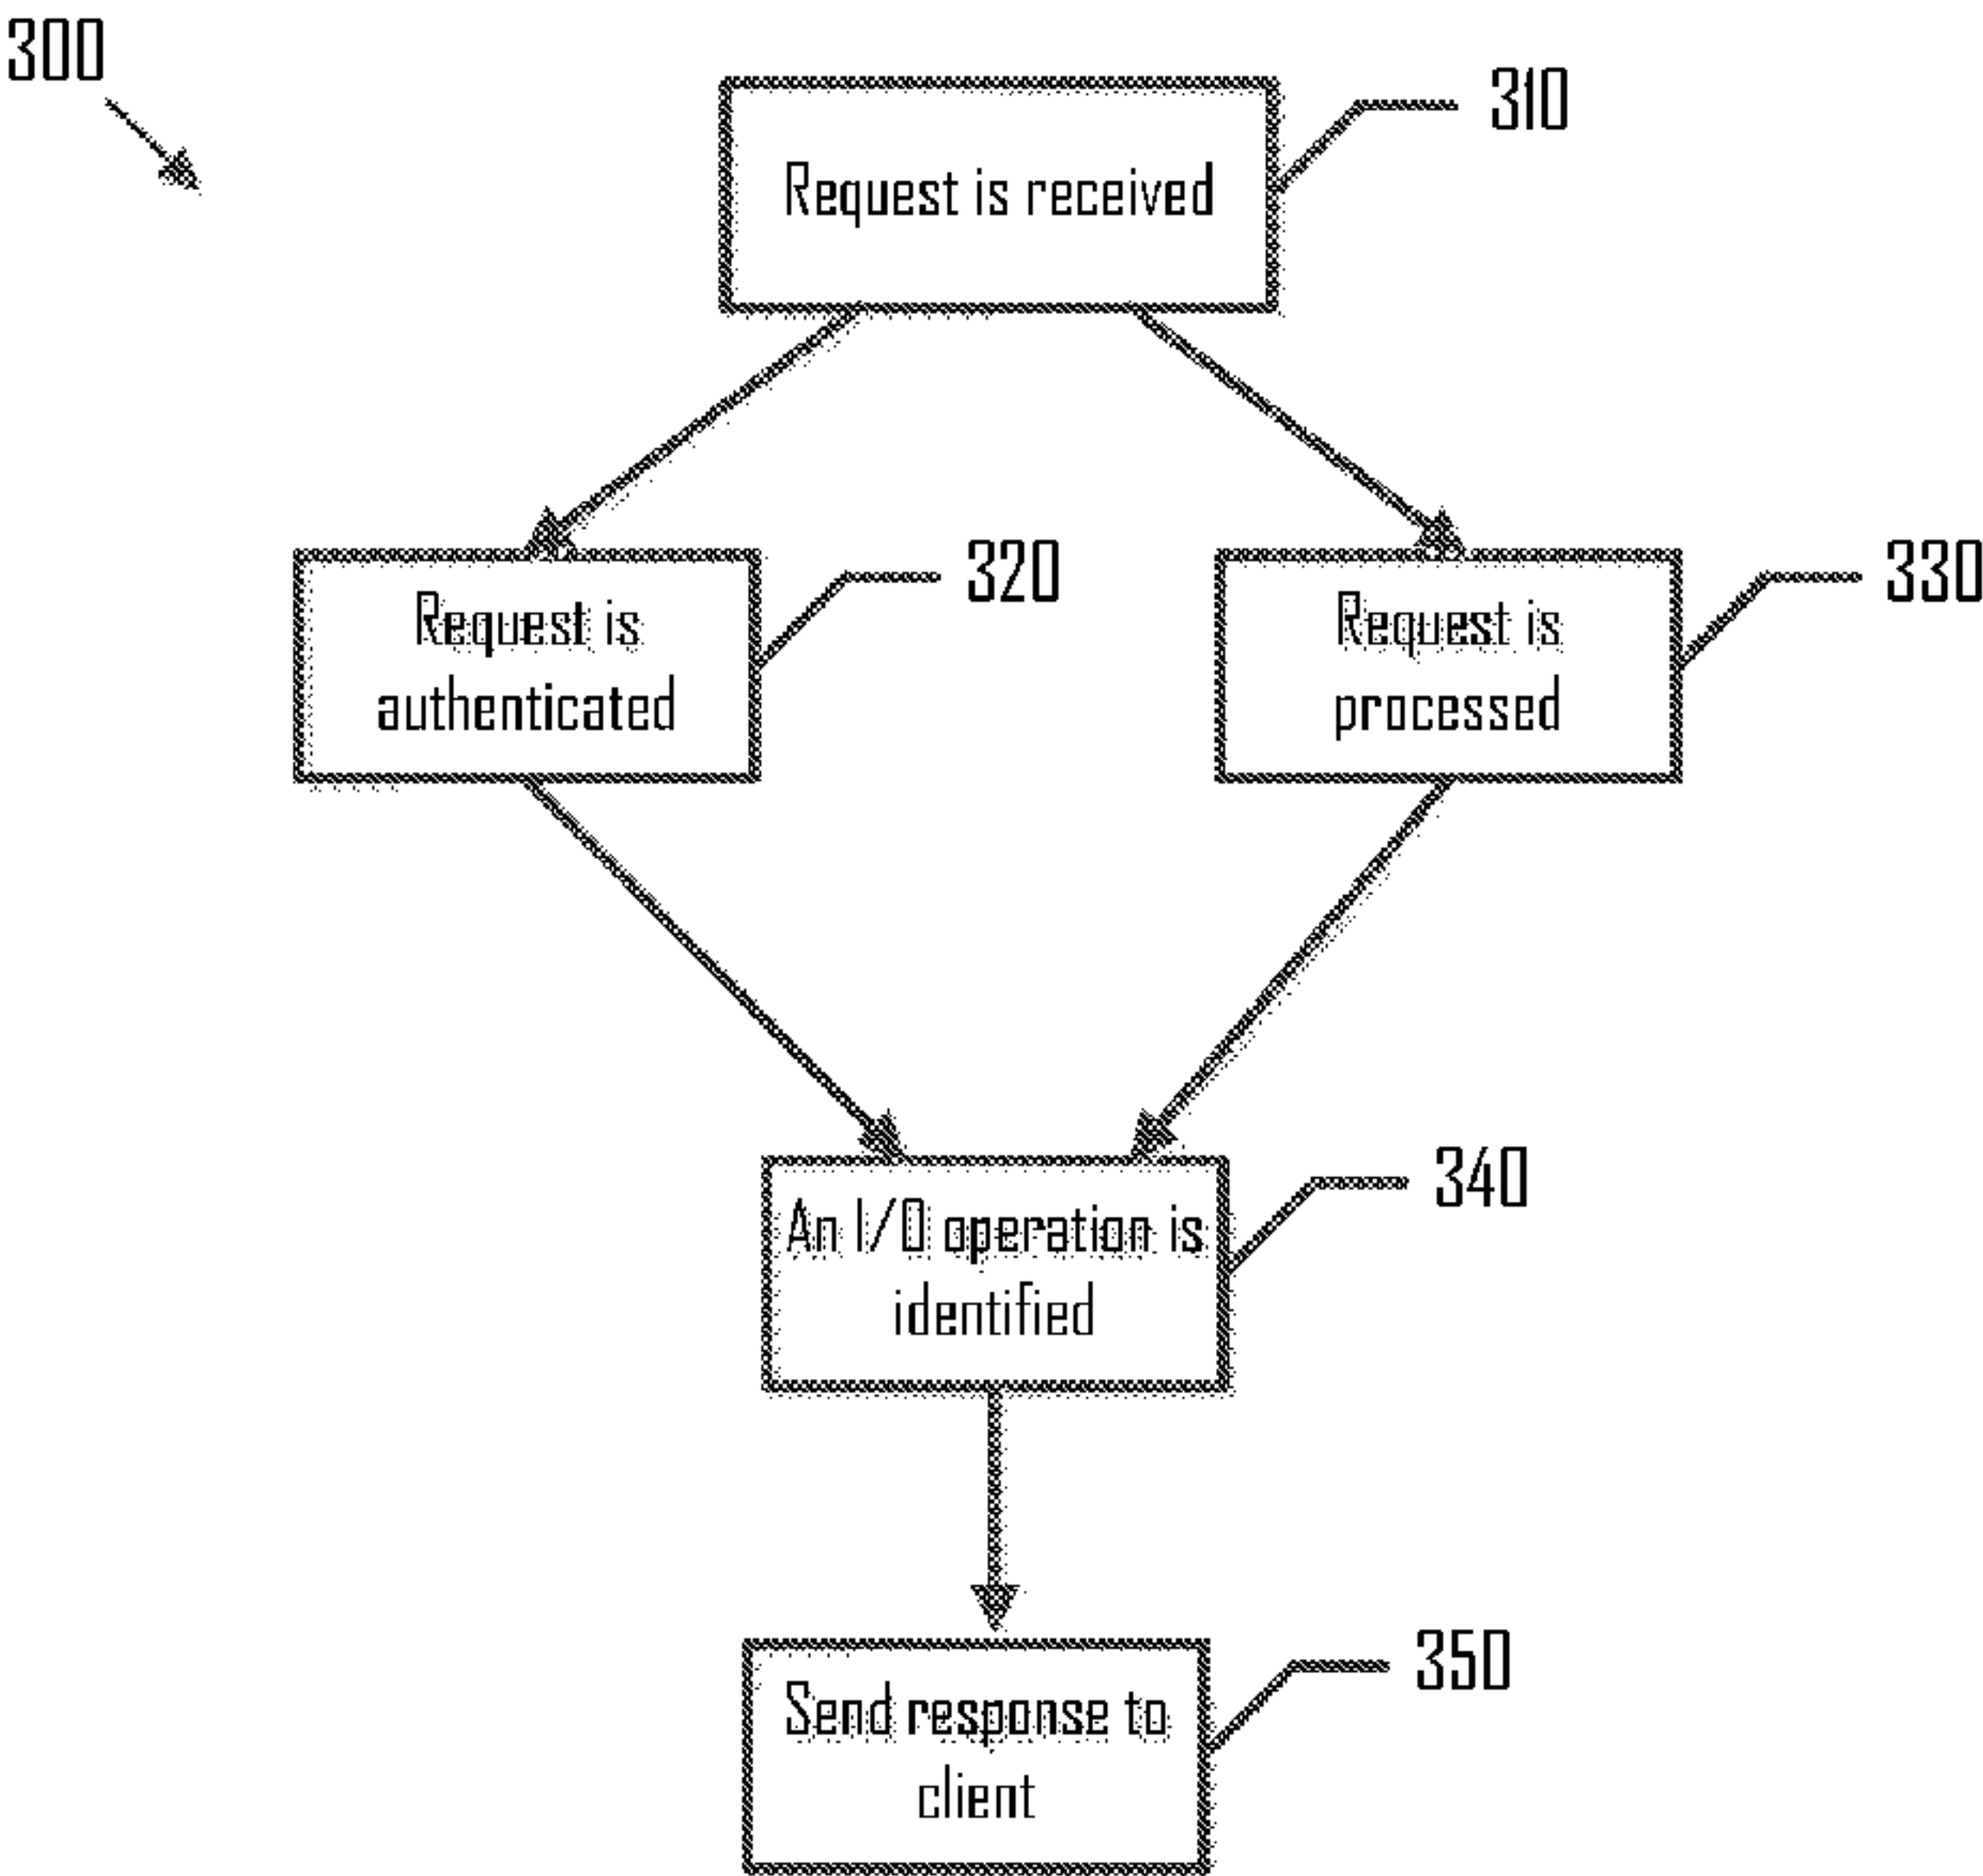 300
310
Request is received
320
330
Request is
authenticated
Request is
processed
340
An I/O operation is
identified
350
Send response to
client